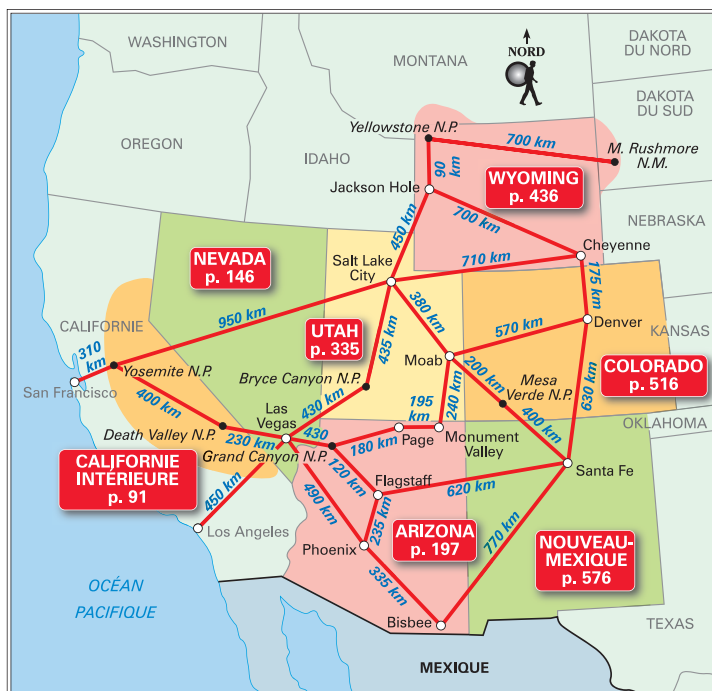 WASHINGTON
MONTANA
NORD
DAKOTA
DU NORD
DAKOTA
DU SUD
OREGON
IDAHO
Yellowstone N.P.
700 km
M. Rushmore
N.M.
90
km
WYOMING
p. 436
Jackson Hole
700 km
NEBRASKA
450 km
Cheyenne
NEVADA
p. 146
Salt Lake
City
710 km
175 km
950 km
380 km
CALIFORNIE
UTAH
p. 335
435 km
570 km
Denver
KANSAS
310
km
Yosemite N.P.
Moab
COLORADO
p. 516
San Francisco
Bryce Canyon N.P.
200 km
Mesa
Verde N.P.
630 km
400 km
430 km
195
km
240 km
400 km
OKLAHOMA
Las
Vegas
Death Valley N.P.
230 km
430
Grand Canyon N.P.
180 km
Page
Monument
Valley
CALIFORNIE
INTÉRIEURE
p. 91
120 km
Santa Fe
450 km
490 km
Flagstaff
620 km
Los Angeles
235 km
ARIZONA
p. 197
770 km
NOUVEAU-
MEXIQUE
p. 576
Phoenix
335 km
OCÉAN
PACIFIQUE
Bisbee
TEXAS
MEXIQUE